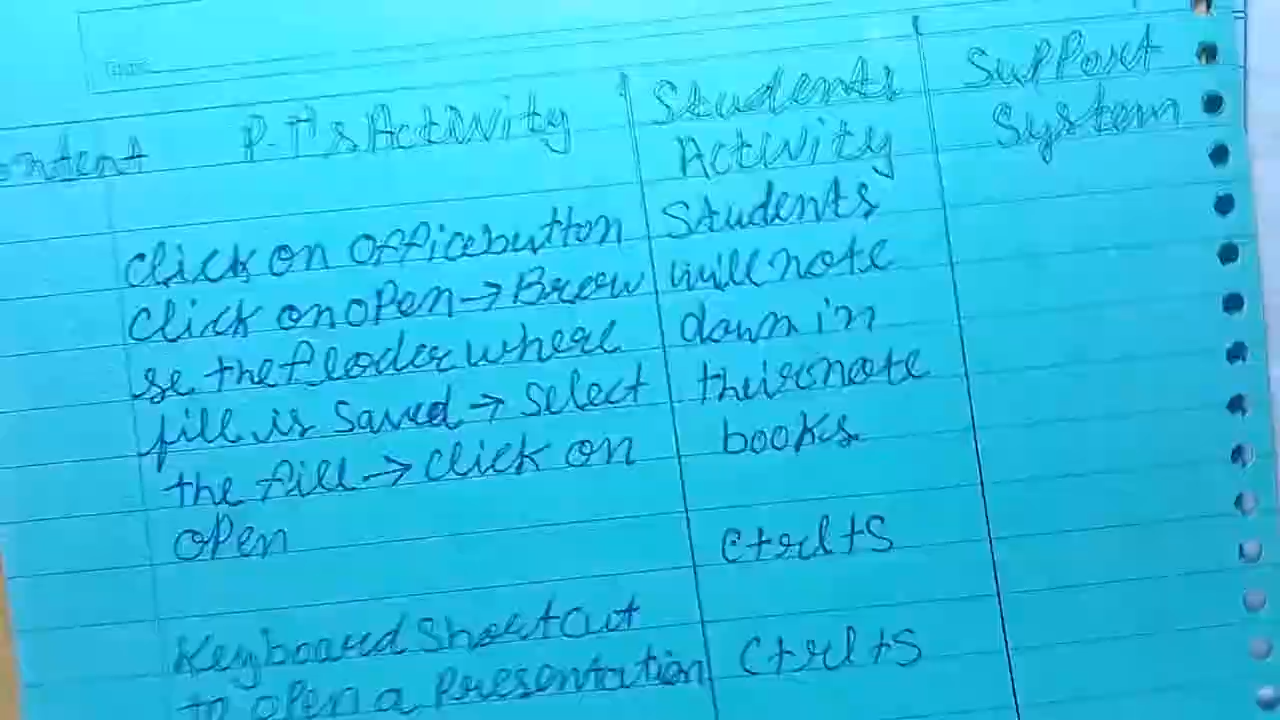 Students Support
ontent P.T's Activity Activity System
Click on officebutton Students
Click on open → Brow will note
se the floder where down in
fill is Saved → Select their note
the fill → click on books
open
Ctrl+S
Keyboard Shortcut
to open a presentation Ctrl+S